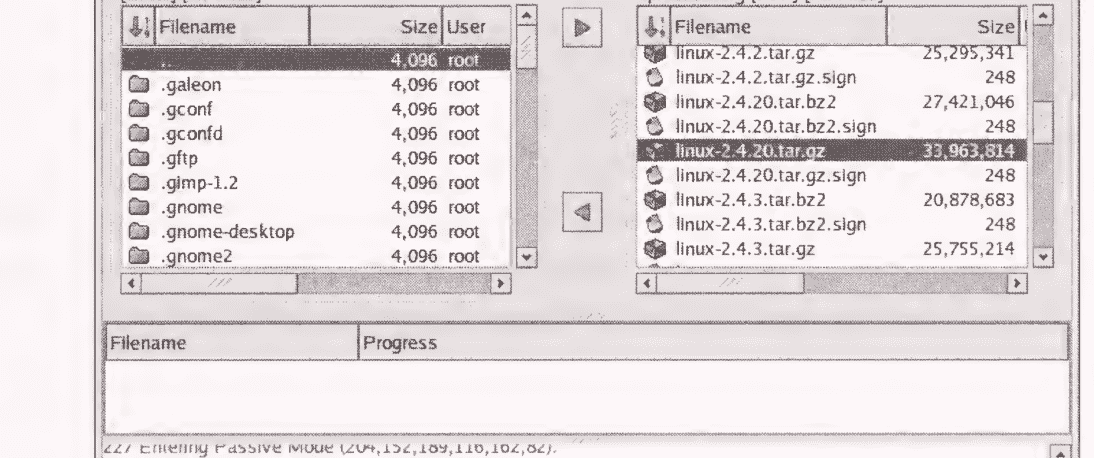 Filename Size User
.. 4,096 root
.galeon 4,096 root
.gconf 4,096 root
.gconfd 4,096 root
.gftp 4,096 root
.gimp-1.2 4,096 root
.gnome 4,096 root
.gnome-desktop 4,096 root
.gnome2 4,096 root
Filename Size
linux-2.4.2.tar.gz 25,295,341
linux-2.4.2.tar.gz.sign 248
linux-2.4.20.tar.bz2 27,421,046
linux-2.4.20.tar.bz2.sign 248
linux-2.4.20.tar.gz 33,963,814
linux-2.4.20.tar.gz.sign 248
linux-2.4.3.tar.bz2 20,878,683
linux-2.4.3.tar.bz2.sign 248
linux-2.4.3.tar.gz 25,755,214
Filename Progress
227 Entering Passive Mode (204,152,189,116,162,82).